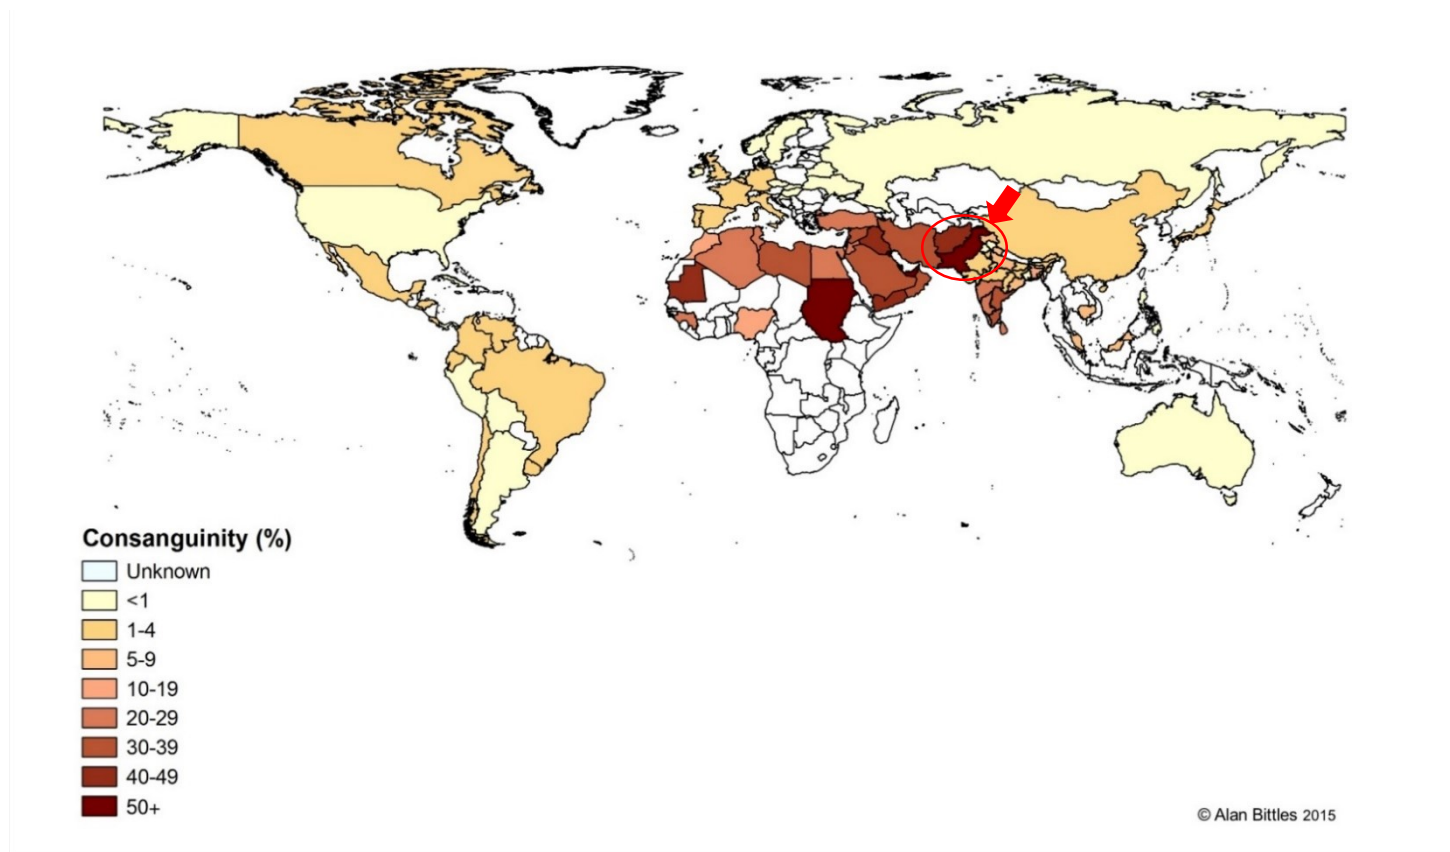 Consanguinity (%)
Unknown
<1
1-4
5-9
10-19
20-29
30-39
40-49
50+
© Alan Bittles 2015